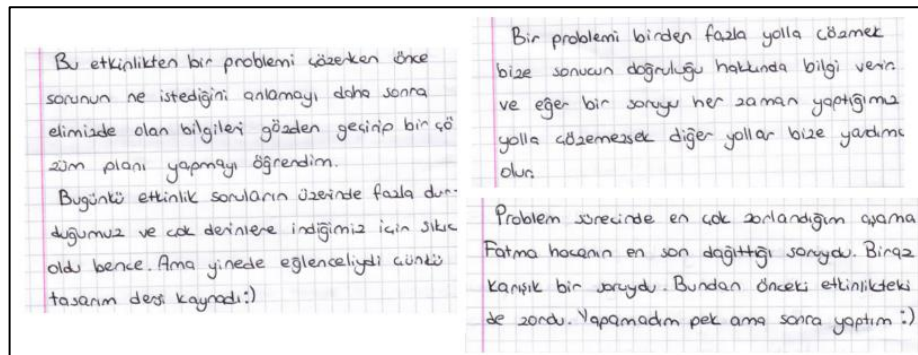 Bu etkinlikten bir problemi çözerken önce
sorunun ne istediğini anlamayı daha sonra
elimizde olan bilgileri gözden geçirip bir çö
züm planı yapmayı öğrendim.
Bugünkü etkinlik soruların üzerinde fazla dur-
duğumuz ve çok derinlere indiğimiz için sıkıc
oldu bence. Ama yinede eğlenceliydi çünkü
tasarım desi kaynadı:)
Bir problemi birden fazla yolla çözmek
bize sonucun doğruluğu hakkında bilgi verir
ve eğer bir soruyu her zaman yaptığımız
yolla çözemezsek diğer yollar bize yardımc
olur.
Problem sürecinde en çok zorlandığım aşama
Fatma hocanın en son dağıttığı soruydu. Biraz
karışık bir soruydu. Bundan önceki etkinlikteki
de zordu. Yapamadım pek ama sonra yaptım :)